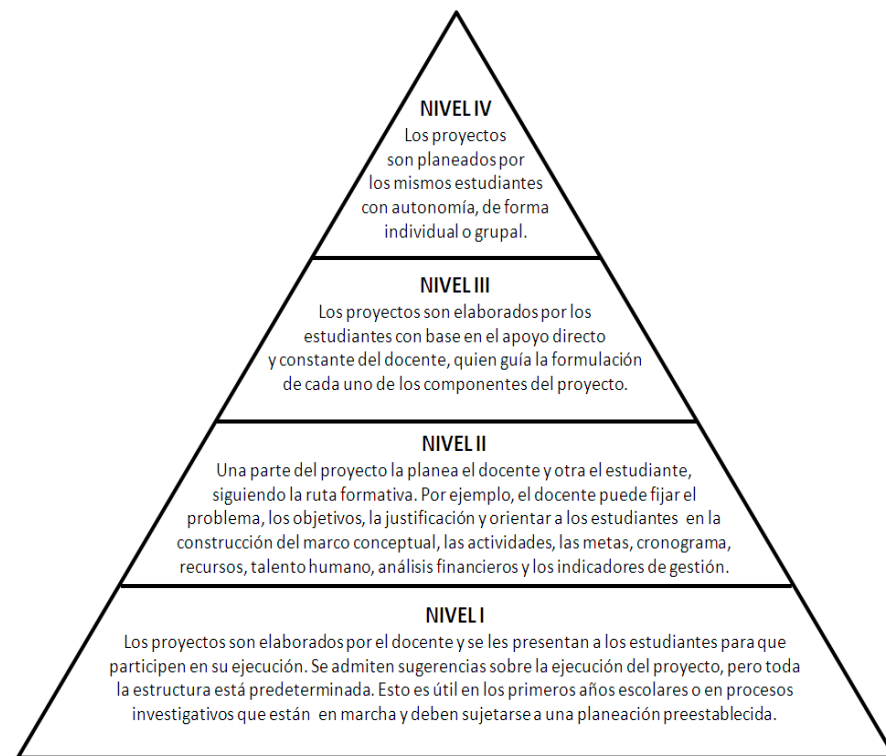 NIVEL IV
Los proyectos
son planeados por
los mismos estudiantes
con autonomía, de forma
individual o grupal.
NIVEL III
Los proyectos son elaborados por los
estudiantes con base en el apoyo directo
y constante del docente, quien guía la formulación
de cada uno de los componentes del proyecto.
NIVEL II
Una parte del proyecto la planea el docente y otra el estudiante,
siguiendo la ruta formativa. Por ejemplo, el docente puede fijar el
problema, los objetivos, la justificación y orientar a los estudiantes en la
construcción del marco conceptual, las actividades, las metas, cronograma,
recursos, talento humano, análisis financieros y los indicadores de gestión.
NIVEL I
Los proyectos son elaborados por el docente y se les presentan a los estudiantes para que
participen en su ejecución. Se admiten sugerencias sobre la ejecución del proyecto, pero toda
la estructura está predeterminada. Esto es útil en los primeros años escolares o en procesos
investigativos que están en marcha y deben sujetarse a una planeación preestablecida.